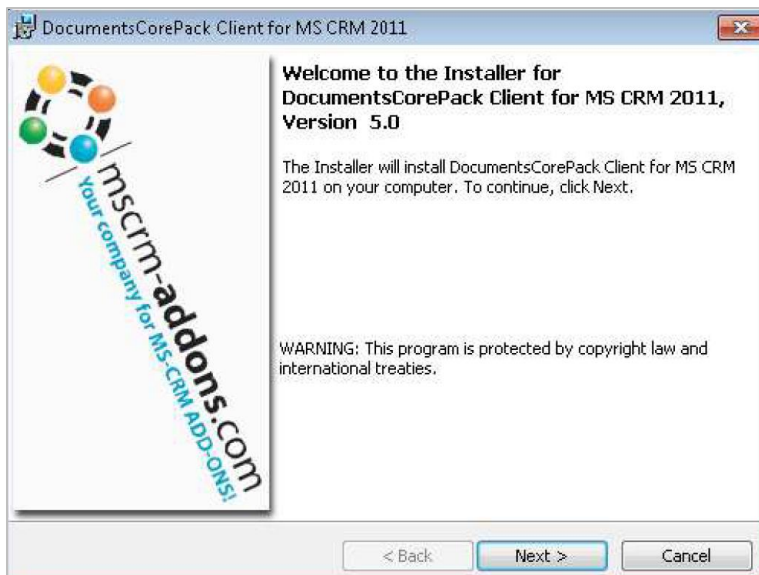 DocumentsCorePack Client for MS CRM 2011
Welcome to the Installer for
DocumentsCorePack Client for MS CRM 2011,
Version 5.0
The Installer will install DocumentsCorePack Client for MS CRM
2011 on your computer. To continue, click Next.
mscrm-addons.com
Your company for MS-CRM ADD-ONS!
WARNING: This program is protected by copyright law and
international treaties.
< Back
Next >
Cancel